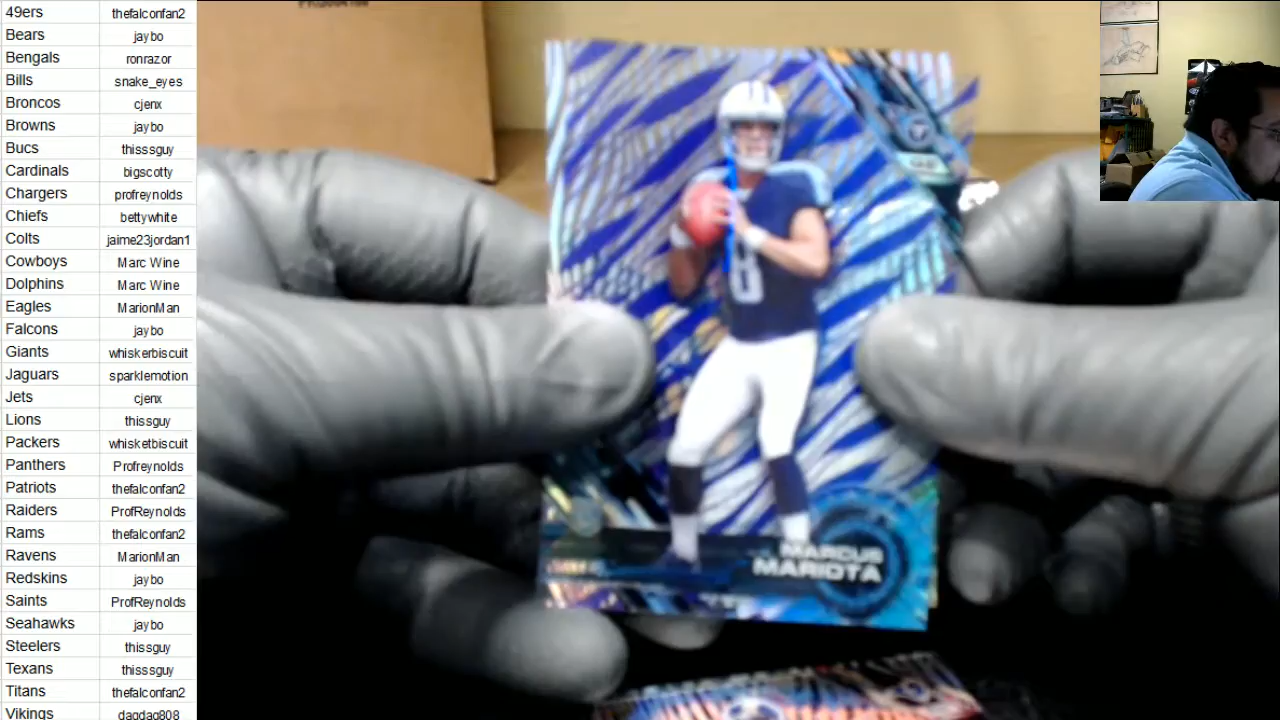 49ers thefalconfan2
Bears jaybo
Bengals ronrazor
Bills snake_eyes
Broncos cjenx
Browns jaybo
Bucs thisssguy
Cardinals bigscotty
Chargers profreynolds
Chiefs bettywhite
Colts jaime23jordan1
Cowboys Marc Wine
Dolphins Marc Wine
Eagles MarionMan
Falcons jaybo
Giants whiskerbiscuit
Jaguars sparklemotion
Jets cjenx
Lions thissguy
Packers whisketbiscuit
Panthers Profreynolds
Patriots thefalconfan2
Raiders ProfReynolds
Rams thefalconfan2
Ravens MarionMan
Redskins jaybo
Saints ProfReynolds
Seahawks jaybo
Steelers thissguy
Texans thisssguy
Titans thefalconfan2
Vikings dagdag808
8
MARCUS
MARIOTA